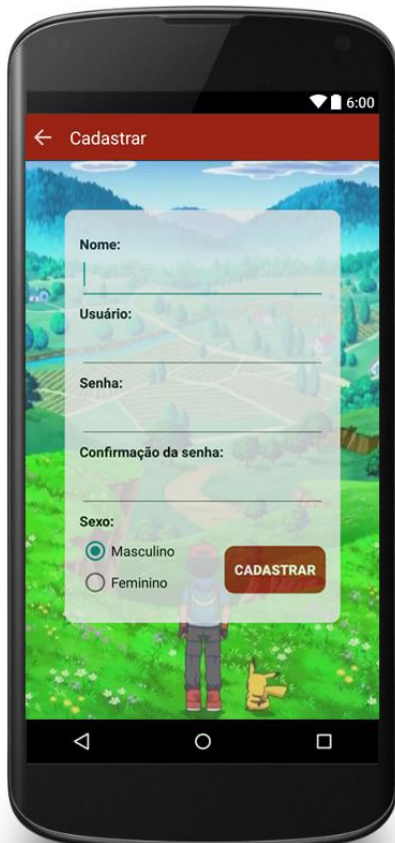 6:00
Cadastrar
Nome:
Usuário:
Senha:
Confirmação da senha:
Sexo:
Masculino
Feminino
CADASTRAR